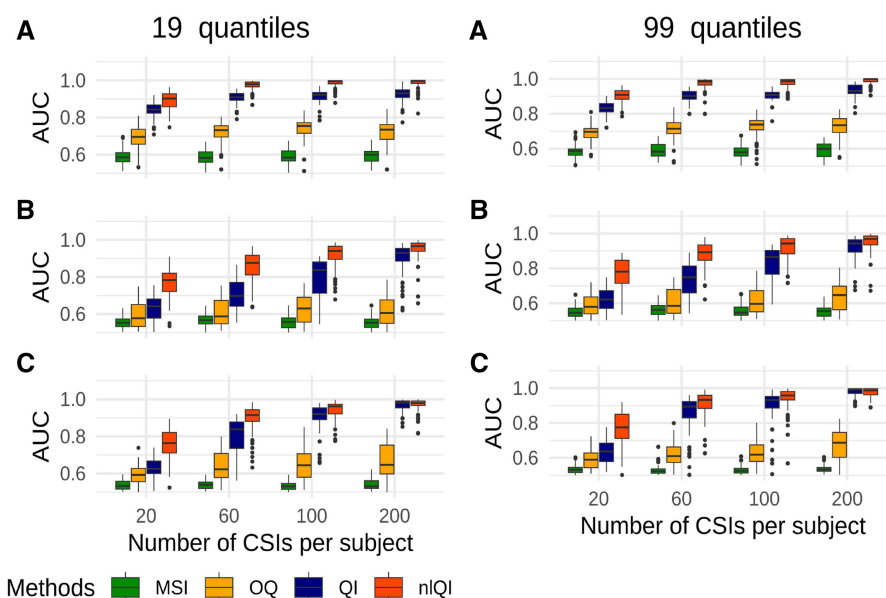 A 19 quantiles
AUC
1.0
0.8
0.6
B
AUC
1.0
0.8
0.6
C
AUC
1.0
0.8
0.6
20 60 100 200
Number of CSIs per subject
A 99 quantiles
AUC
1.0
0.8
0.6
B
AUC
1.0
0.8
0.6
C
AUC
1.0
0.8
0.6
20 60 100 200
Number of CSIs per subject
Methods MSI OQ QI nlQI